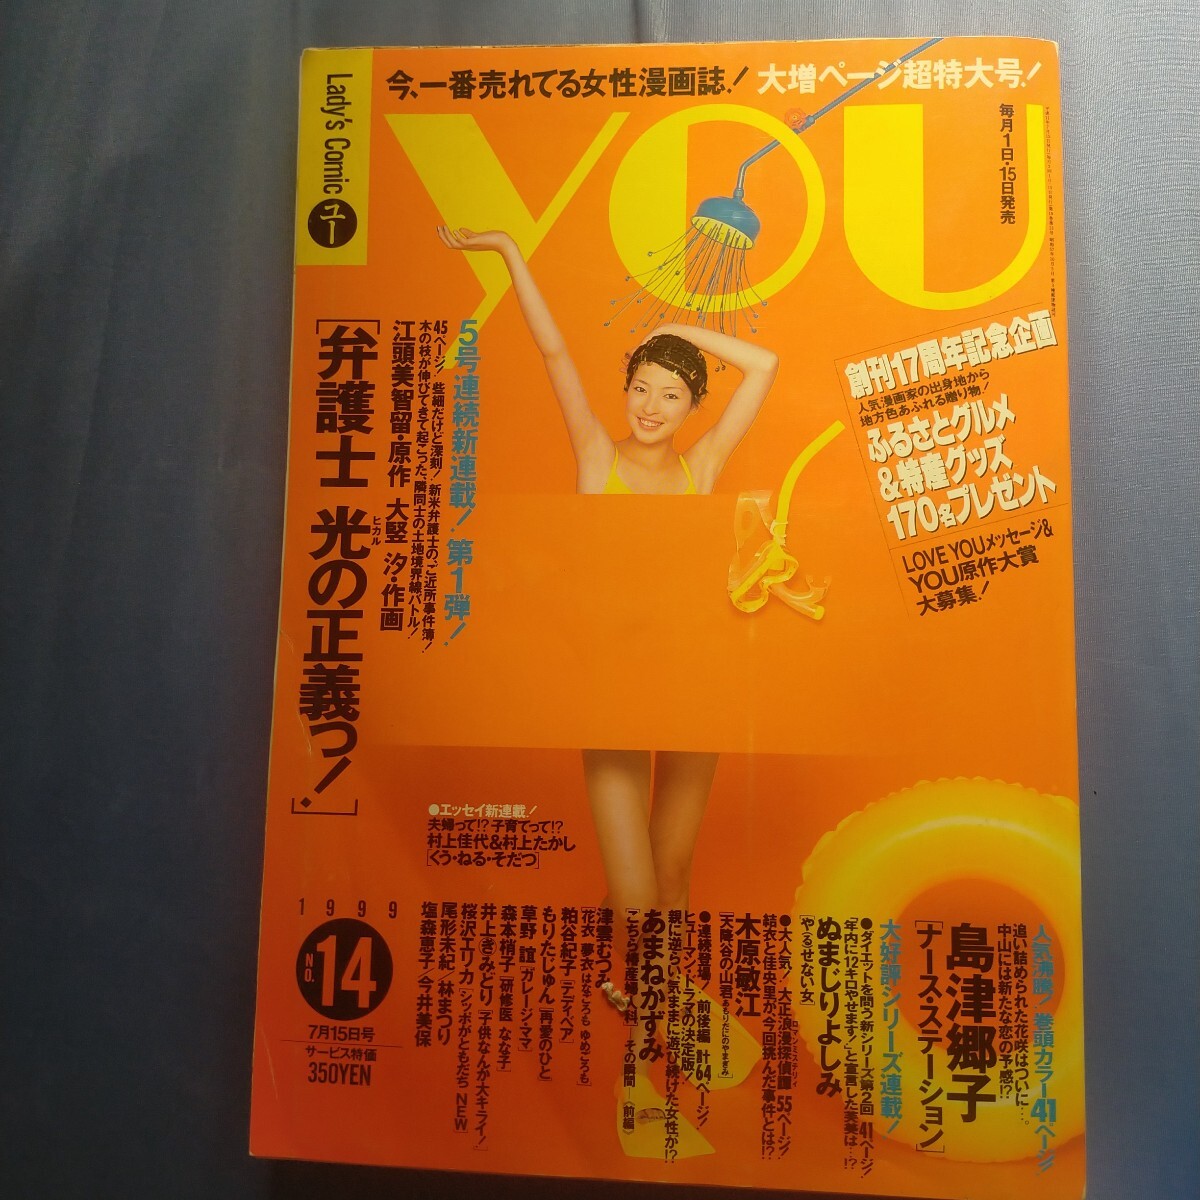 今、一番売れてる女性漫画誌!
大増ページ超特大号!
Lady's Comic ユー
YOU
毎月1日・15日発売
創刊17周年記念企画
人気漫画家の出身地から
地方色あふれる贈り物!
ふるさとグルメ
&特産グッズ
170名プレゼント
LOVE YOUメッセージ&
YOU原作大賞
大募集!
5号連続新連載!第1弾!
45ページ!些細だけど深刻!新米弁護士の、ご近所事件簿!
木の枝が伸びてきて起こった、隣同士の土地境界線バトル!
江頭美智留・原作 大竪 汐・作画
[弁護士 光の正義っ!]
ヒカル
●エッセイ新連載!
夫婦って!?子育てって!?
村上佳代&村上たかし
[くう・ねる・そだつ]
人気沸騰!巻頭カラー41ページ!
追い詰められた花咲はついに…。
中山には新たな恋の予感!?
島津郷子
[ナース・ステーション]
大好評シリーズ連載!
●ダイエットを問う新シリーズ第2回 41ページ!
「年内に12キロやせます!」と宣言した英美は…!?
ぬまじりよしみ
[や(る)せない女]
●大人気!大正浪漫探偵譚 55ページ!
結衣と佳央里が今回挑んだ事件とは!?
木原敏江
[天磯谷の山君]
●連続登場!前後編 計64ページ!
ヒューマン・ドラマの決定版!
親に逆らい、気ままに遊び続けた女性が!?
あまねかずみ
[こちら椿産婦人科]―その瞬間―〈前編〉
津雲むつみ
[花衣 夢衣 はなごろも ゆめごろも]
粕谷紀子[テディベア]
もりたじゅん[再愛のひと]
草野 誼[ガレージ・ママ]
森本梢子[研修医 なな子]
井上きみどり[子供なんか大キライ!]
桜沢エリカ[シッポがともだち NEW]
尾形未紀/林まつり
塩森恵子/今井美保
1999
NO.14
7月15日号
サービス特価
350YEN